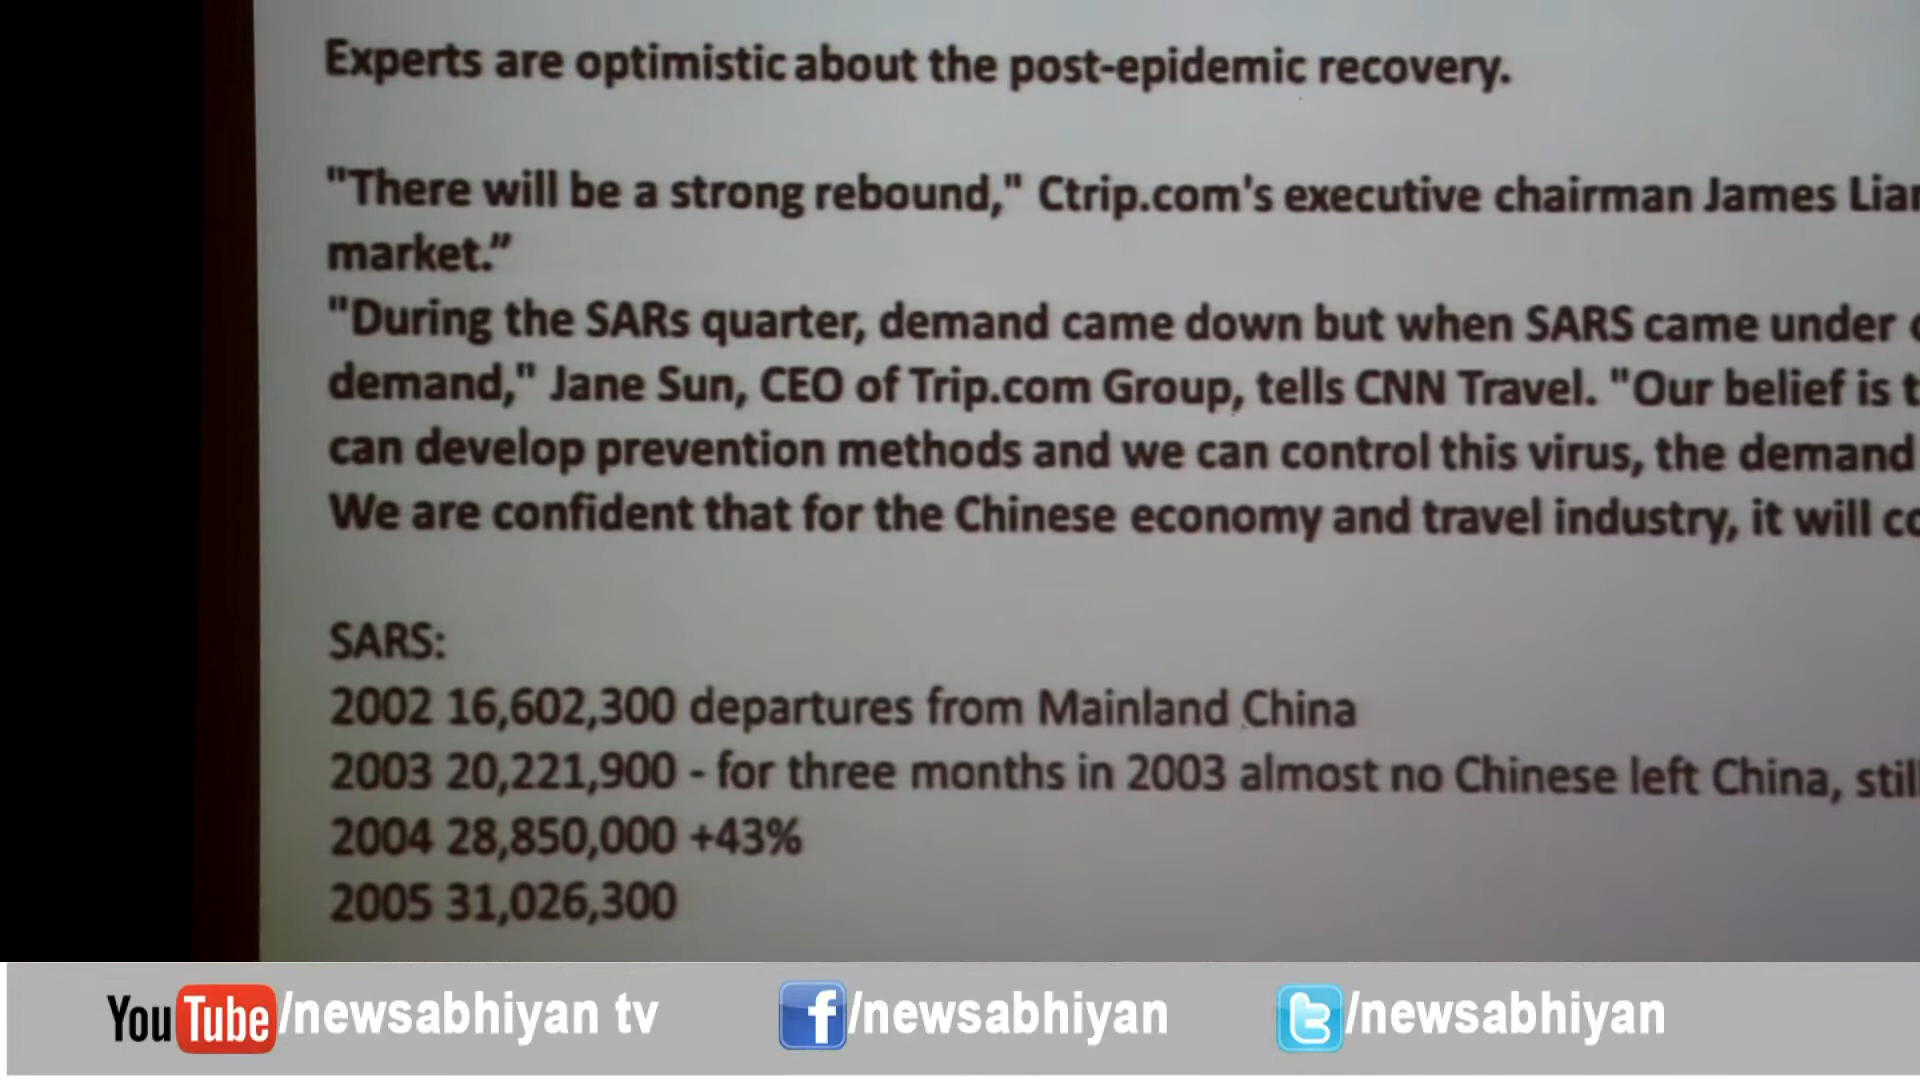 Experts are optimistic about the post-epidemic recovery.
"There will be a strong rebound," Ctrip.com's executive chairman James
market.”
"During the SARs quarter, demand came down but when SARS came under
demand," Jane Sun, CEO of Trip.com Group, tells CNN Travel. "Our belief is
can develop prevention methods and we can control this virus, the demand
We are confident that for the Chinese economy and travel industry, it will
SARS:
2002 16,602,300 departures from Mainland China
2003 20,221,900 - for three months in 2003 almost no Chinese left China, still
2004 28,850,000 +43%
2005 31,026,300
YouTube/newsabhiyan tv f/newsabhiyan t/newsabhiyan